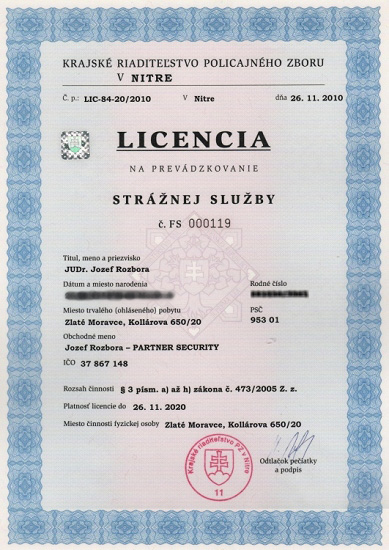 KRAJSKÉ RIADITEĽSTVO POLICAJNÉHO ZBORU
V NITRE
Č. p.: LIC-84-20/2010 V Nitre dňa 26. 11. 2010
LICENCIA
NA PREVÁDZKOVANIE
STRÁŽNEJ SLUŽBY
č. FS 000119
Titul, meno a priezvisko
JUDr. Jozef Rozbora
Dátum a miesto narodenia Rodné číslo
Miesto trvalého (ohláseného) pobytu PSČ
Zlaté Moravce, Kollárova 650/20 953 01
Obchodné meno
Jozef Rozbora – PARTNER SECURITY
IČO 37 867 148
Rozsah činnosti § 3 písm. a) až h) zákona č. 473/2005 Z. z.
Platnosť licencie do 26. 11. 2020
Miesto činnosti fyzickej osoby Zlaté Moravce, Kollárova 650/20
Krajské riaditeľstvo PZ v Nitre
11
Odtlačok pečiatky
a podpis